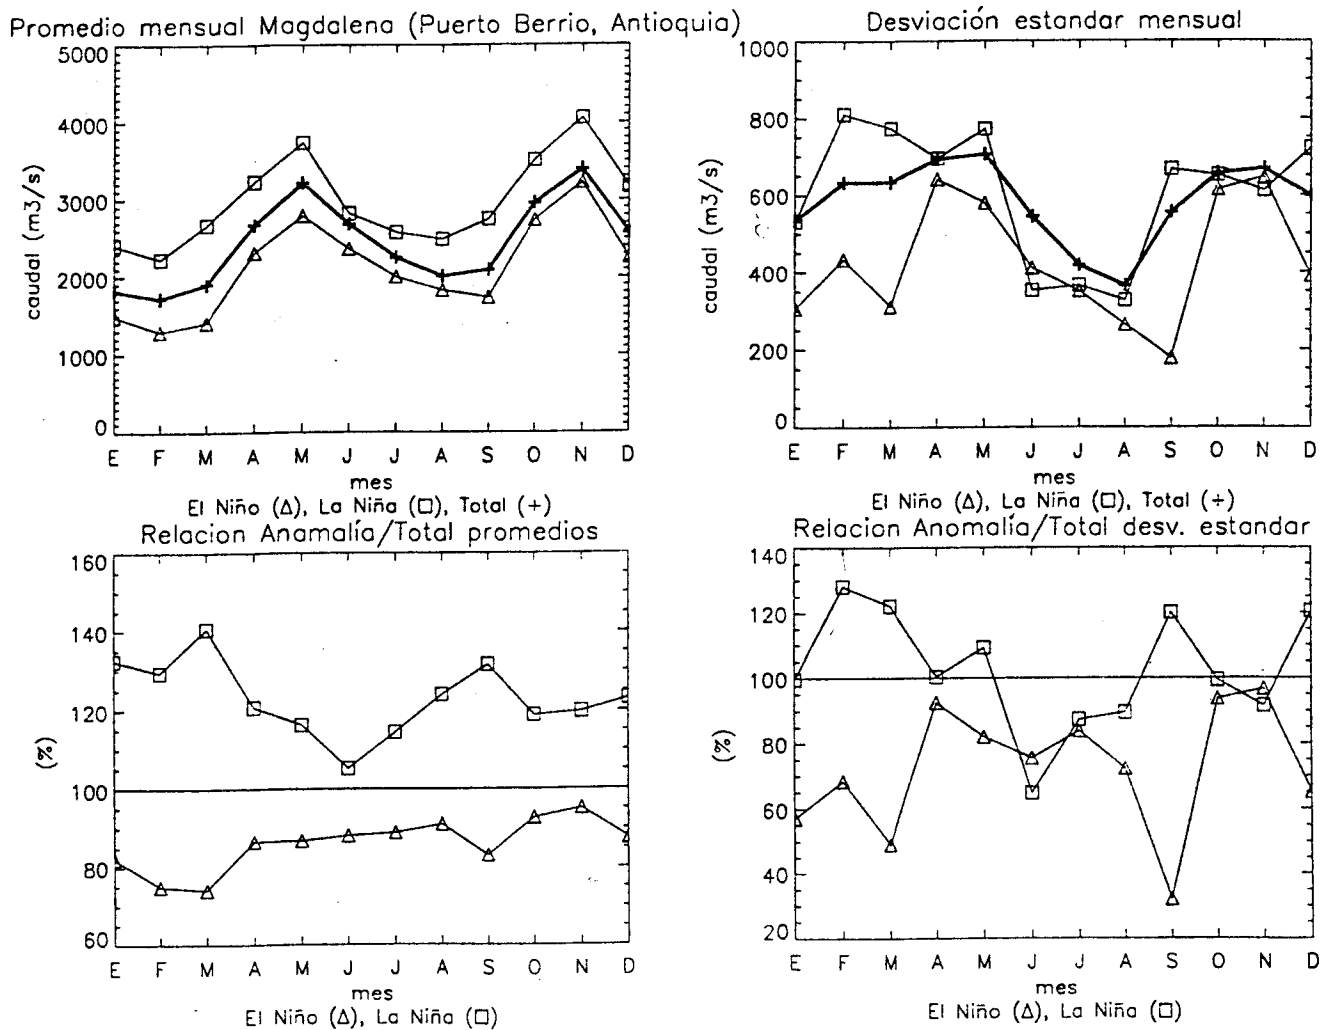 Promedio mensual Magdalena (Puerto Berrio, Antioquia)
5000
4000
3000
2000
1000
0
caudal (m3/s)
E F M A M J J A S O N D
mes
El Niño (Δ), La Niña (□), Total (+)
Desviación estandar mensual
1000
800
600
400
200
0
caudal (m3/s)
E F M A M J J A S O N D
mes
El Niño (Δ), La Niña (□), Total (+)
Relacion Anamalía/Total promedios
160
140
120
100
80
60
(%)
E F M A M J J A S O N D
mes
El Niño (Δ), La Niña (□)
Relacion Anomalía/Total desv. estandar
140
120
100
80
60
40
20
(%)
E F M A M J J A S O N D
mes
El Niño (Δ), La Niña (□)